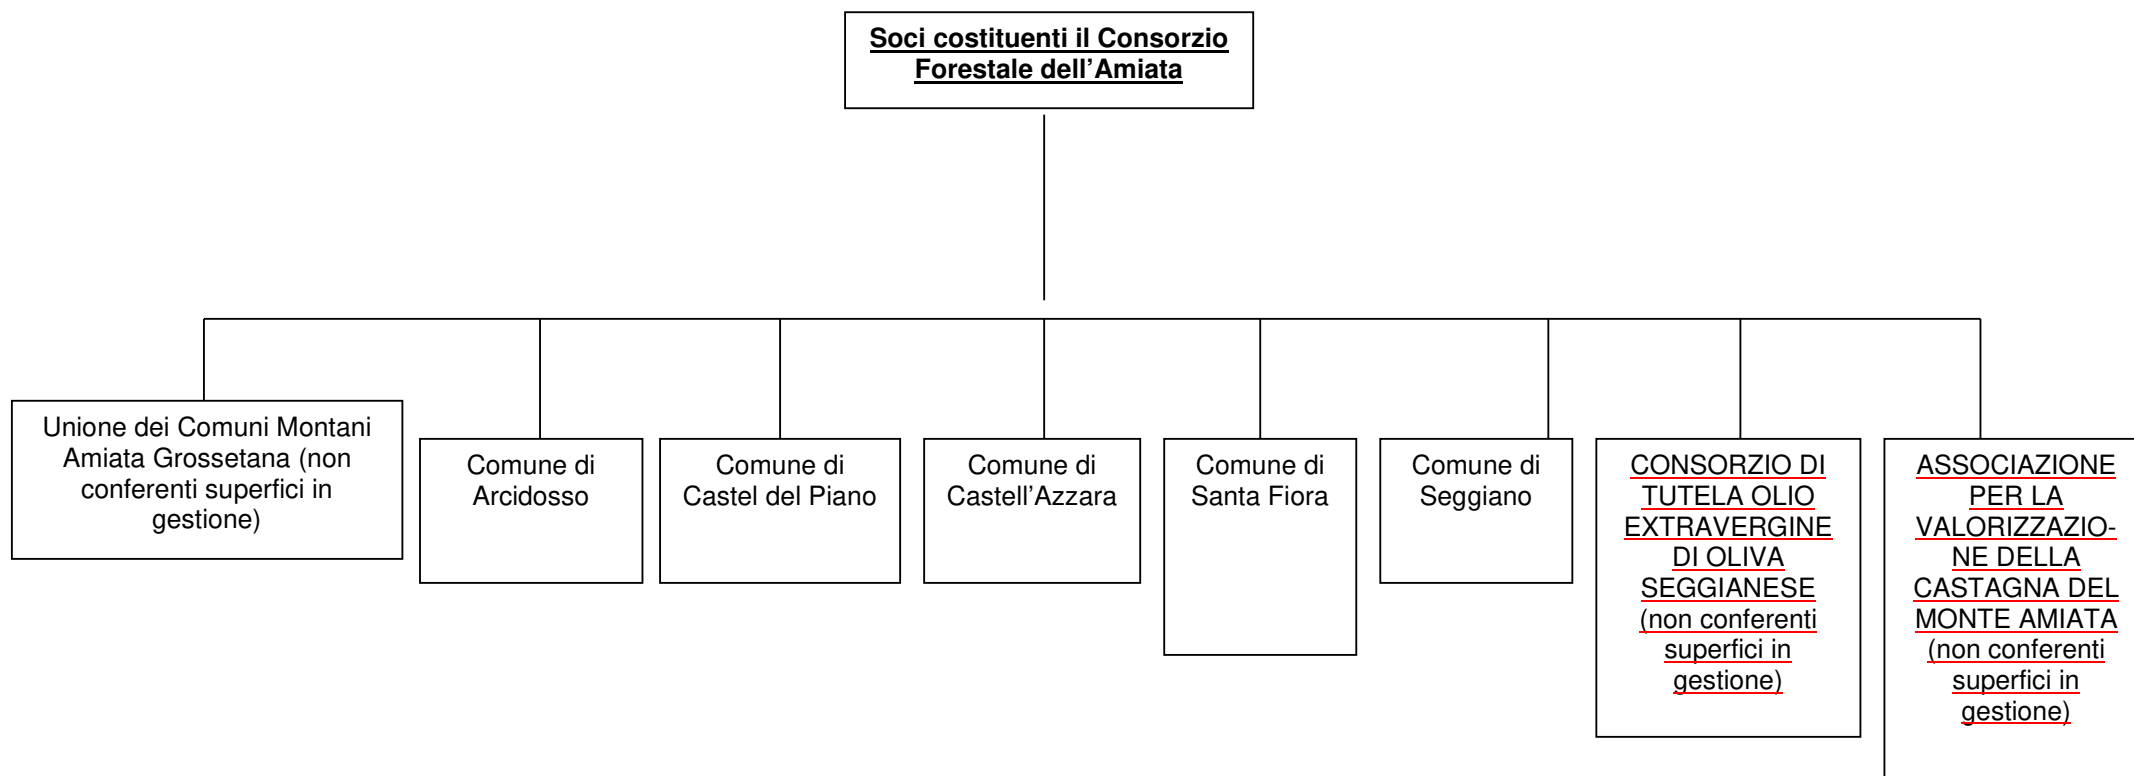 Soci costituenti il Consorzio
Forestale dell'Amiata
Unione dei Comuni Montani
Amiata Grossetana (non
conferenti superfici in
gestione)
Comune di
Arcidosso
Comune di
Castel del Piano
Comune di
Castell'Azzara
Comune di
Santa Fiora
Comune di
Seggiano
CONSORZIO DI
TUTELA OLIO
EXTRAVERGINE
DI OLIVA
SEGGIANESE
(non conferenti
superfici in
gestione)
ASSOCIAZIONE
PER LA
VALORIZZAZIO-
NE DELLA
CASTAGNA DEL
MONTE AMIATA
(non conferenti
superfici in
gestione)